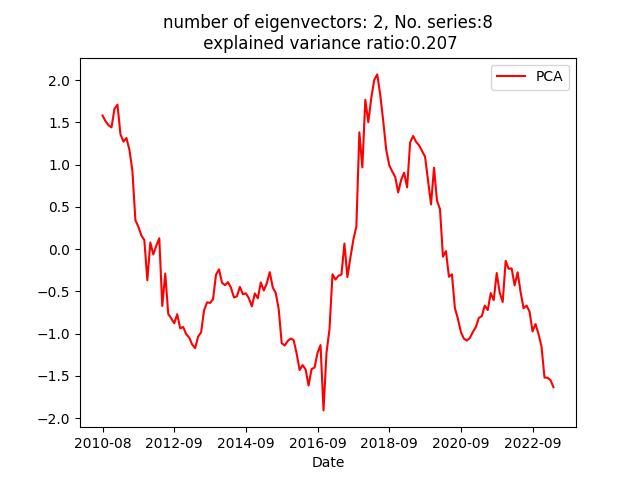 number of eigenvectors: 2, No. series:8
explained variance ratio:0.207
PCA
2.0
1.5
1.0
0.5
0.0
−0.5
−1.0
−1.5
−2.0
2010-08 2012-09 2014-09 2016-09 2018-09 2020-09 2022-09
Date